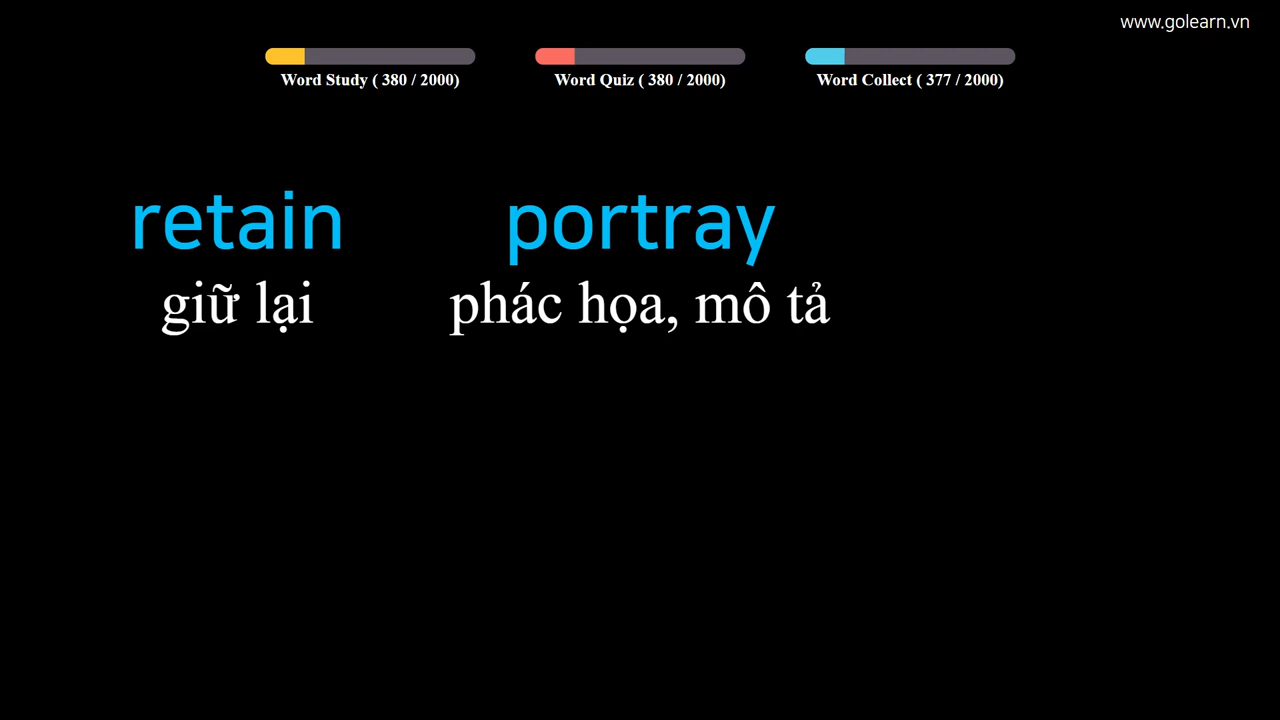 www.golearn.vn
Word Study ( 380 / 2000)
Word Quiz ( 380 / 2000)
Word Collect ( 377 / 2000)
retain
portray
giữ lại
phác họa, mô tả